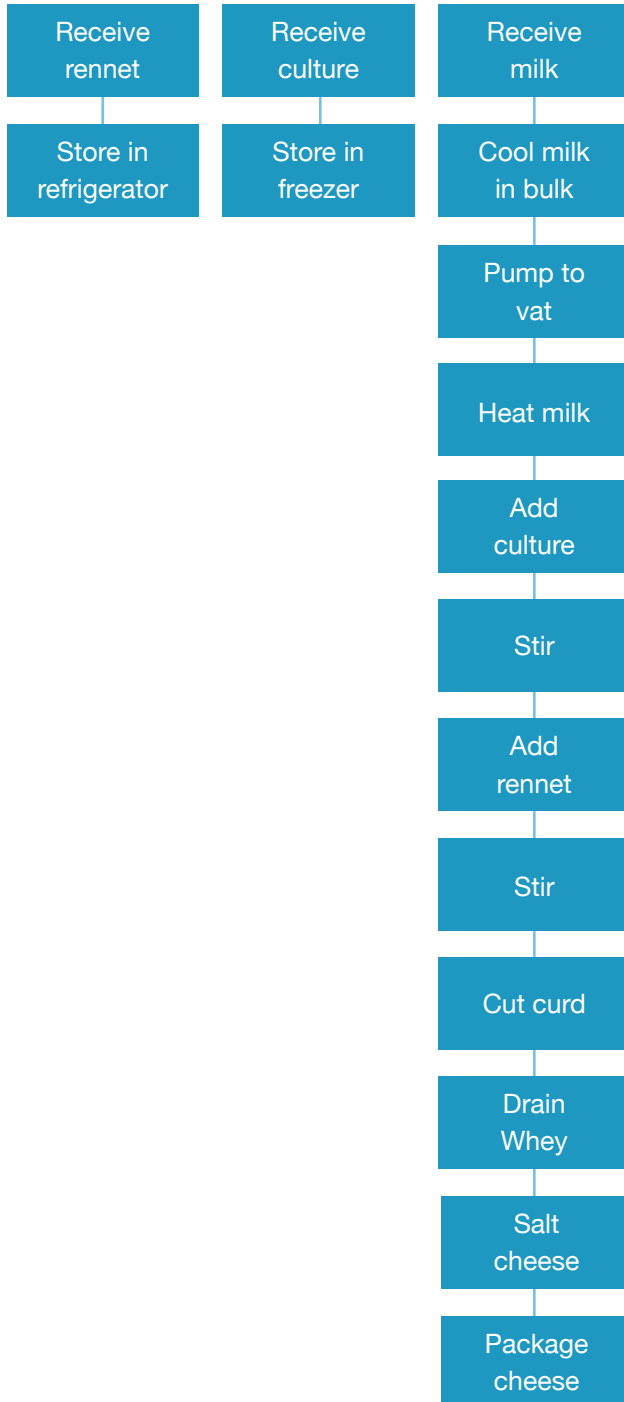 Receive
rennet
Receive
culture
Receive
milk
Store in
refrigerator
Store in
freezer
Cool milk
in bulk
Pump to
vat
Heat milk
Add
culture
Stir
Add
rennet
Stir
Cut curd
Drain
Whey
Salt
cheese
Package
cheese